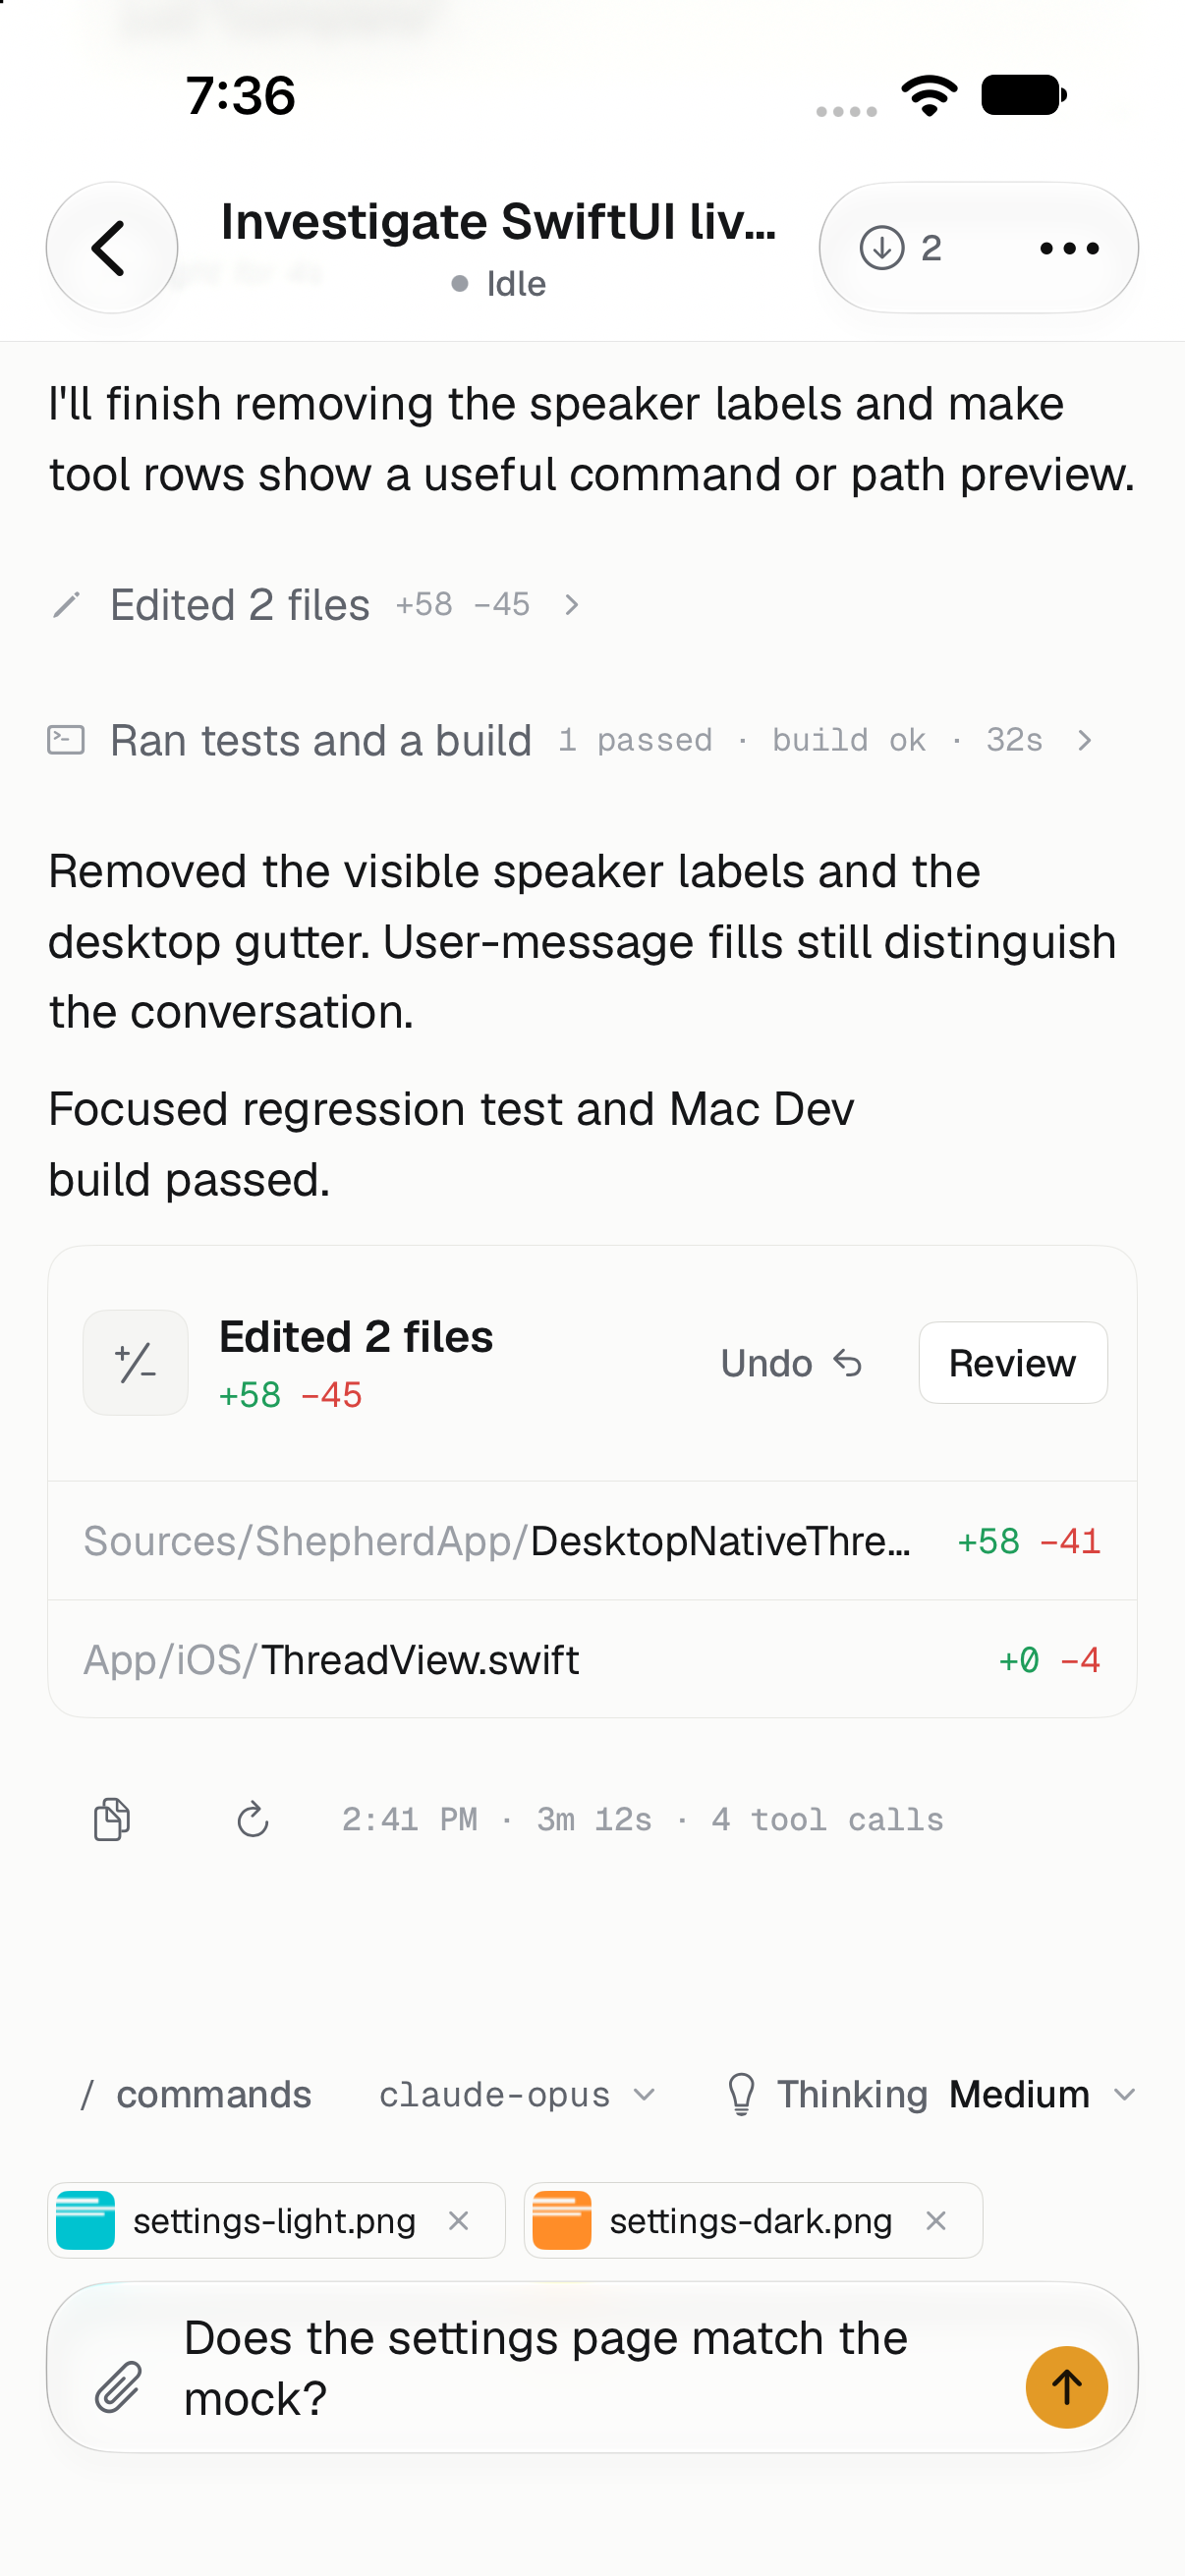 7:36
Investigate SwiftUI liv...
Idle
2
I'll finish removing the speaker labels and make
tool rows show a useful command or path preview.
Edited 2 files +58 −45
Ran tests and a build 1 passed · build ok · 32s
Removed the visible speaker labels and the
desktop gutter. User-message fills still distinguish
the conversation.
Focused regression test and Mac Dev
build passed.
Edited 2 files
+58 −45
Undo
Review
Sources/ShepherdApp/DesktopNativeThre... +58 −41
App/iOS/ThreadView.swift +0 −4
2:41 PM · 3m 12s · 4 tool calls
/ commands claude-opus Thinking Medium
settings-light.png × settings-dark.png ×
Does the settings page match the
mock?